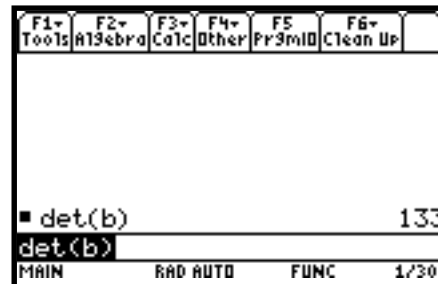 F1▾ F2▾ F3▾ F4▾ F5 F6▾
Tools Algebra Calc Other PrgmIO Clean Up
▪ det(b) 133
det(b)
MAIN RAD AUTO FUNC 1/30